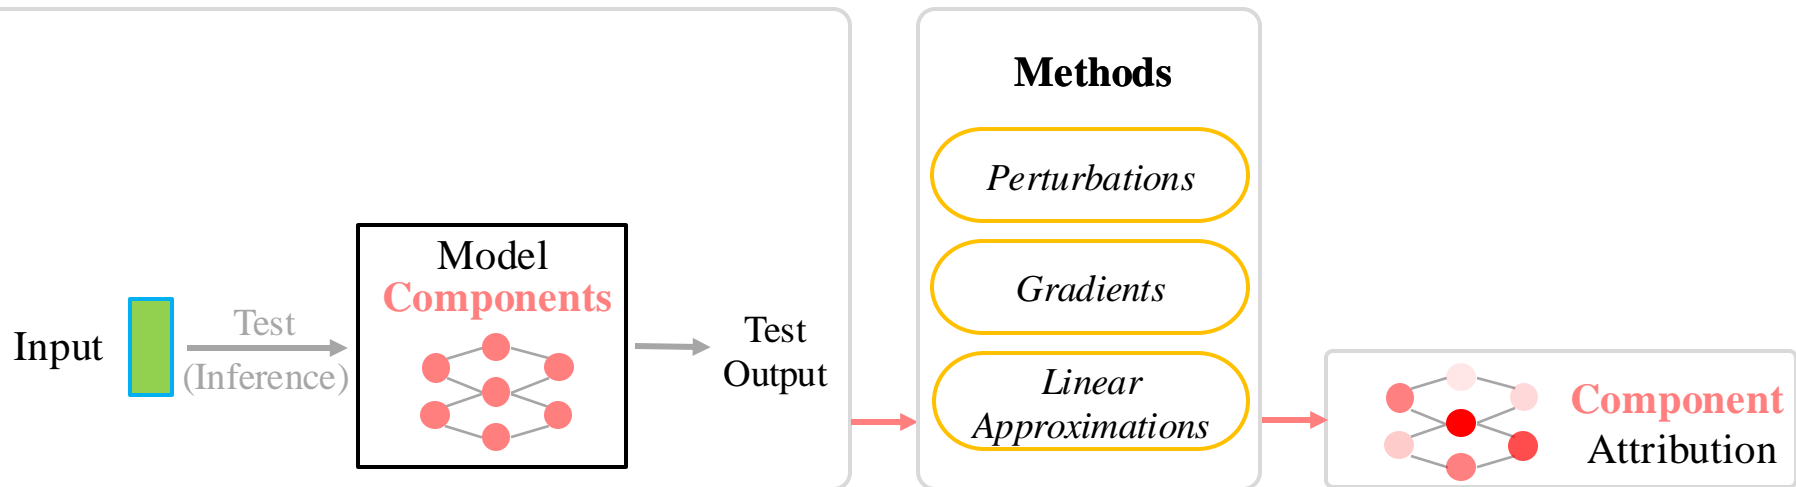 Input
Test
(Inference)
Model
Components
Test
Output
Methods
Perturbations
Gradients
Linear
Approximations
Component
Attribution